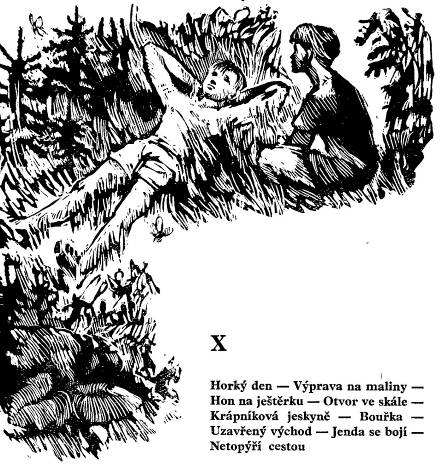 X
Horký den — Výprava na maliny —
Hon na ještěrku — Otvor ve skále —
Krápníková jeskyně — Bouřka —
Uzavřený východ — Jenda se bojí —
Netopýří cestou